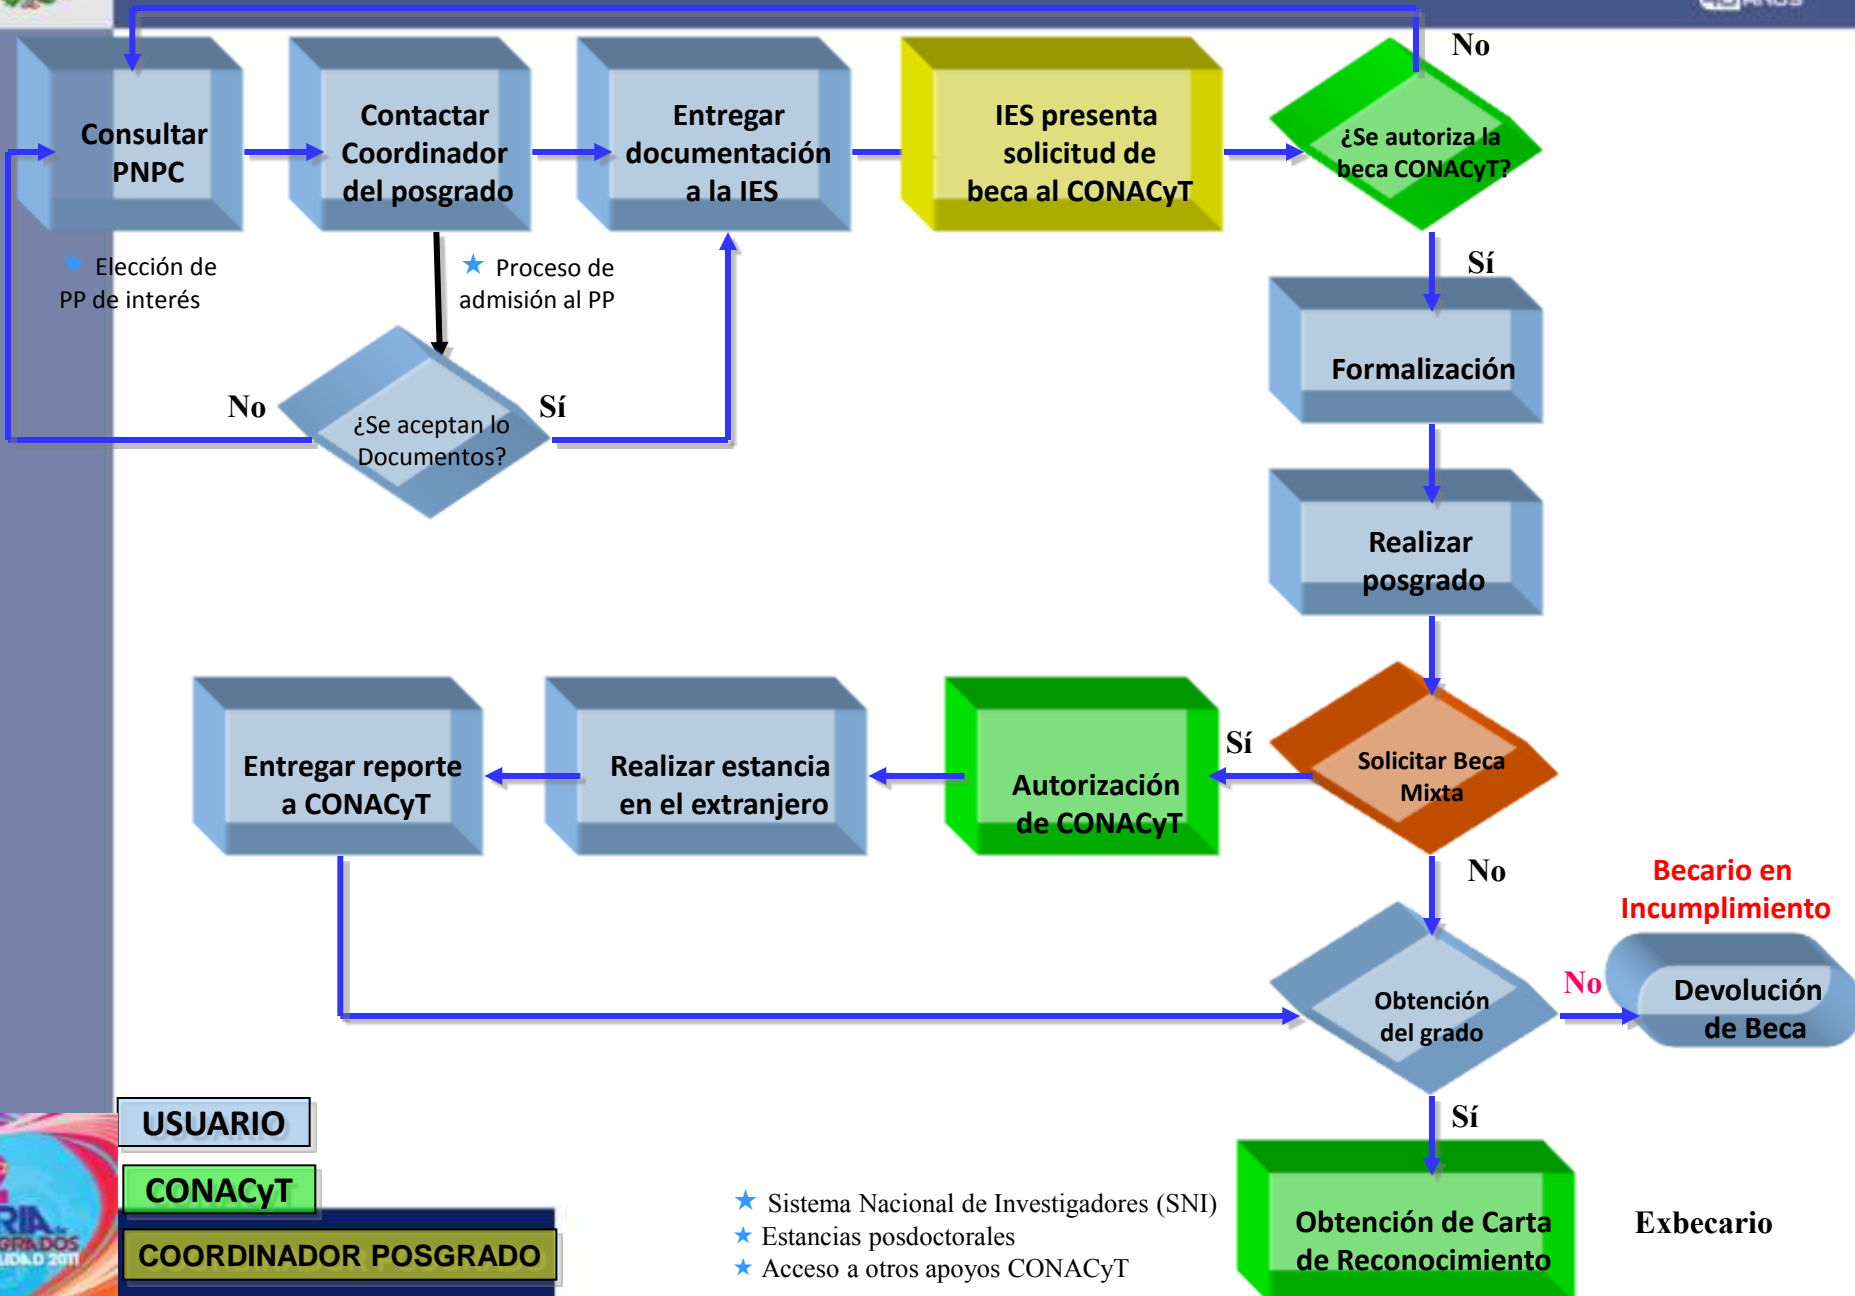 No
Consultar
PNPC
Contactar
Coordinador
del posgrado
Entregar
documentación
a la IES
IES presenta
solicitud de
beca al CONACyT
¿Se autoriza la
beca CONACyT?
Elección de
PP de interés
Proceso de
admisión al PP
Sí
Formalización
No
¿Se aceptan lo
Documentos?
Sí
Realizar
posgrado
Entregar reporte
a CONACyT
Realizar estancia
en el extranjero
Autorización
de CONACyT
Sí
Solicitar Beca
Mixta
No
Becario en
Incumplimiento
Obtención
del grado
No
Devolución
de Beca
Sí
USUARIO
CONACyT
COORDINADOR POSGRADO
Sistema Nacional de Investigadores (SNI)
Estancias posdoctorales
Acceso a otros apoyos CONACyT
Obtención de Carta
de Reconocimiento
Exbecario